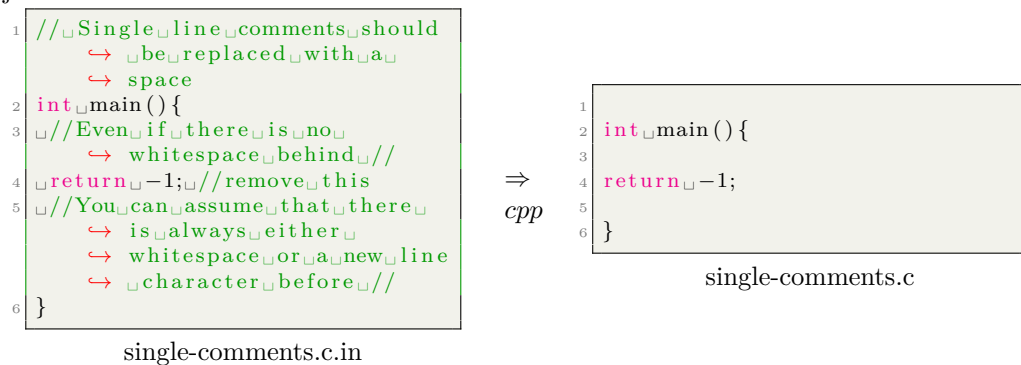 1 //␣Single␣line␣comments␣should
↪ ␣be␣replaced␣with␣a␣
↪ space
2 int␣main(){
3 ␣//Even␣if␣there␣is␣no␣
↪ whitespace␣behind␣//
4 ␣return␣-1;␣//remove␣this
5 ␣//You␣can␣assume␣that␣there␣
↪ is␣always␣either␣
↪ whitespace␣or␣a␣new␣line
↪ ␣character␣before␣//
6 }
single-comments.c.in
⇒
cpp
1
2 int␣main(){
3
4 return␣-1;
5
6 }
single-comments.c